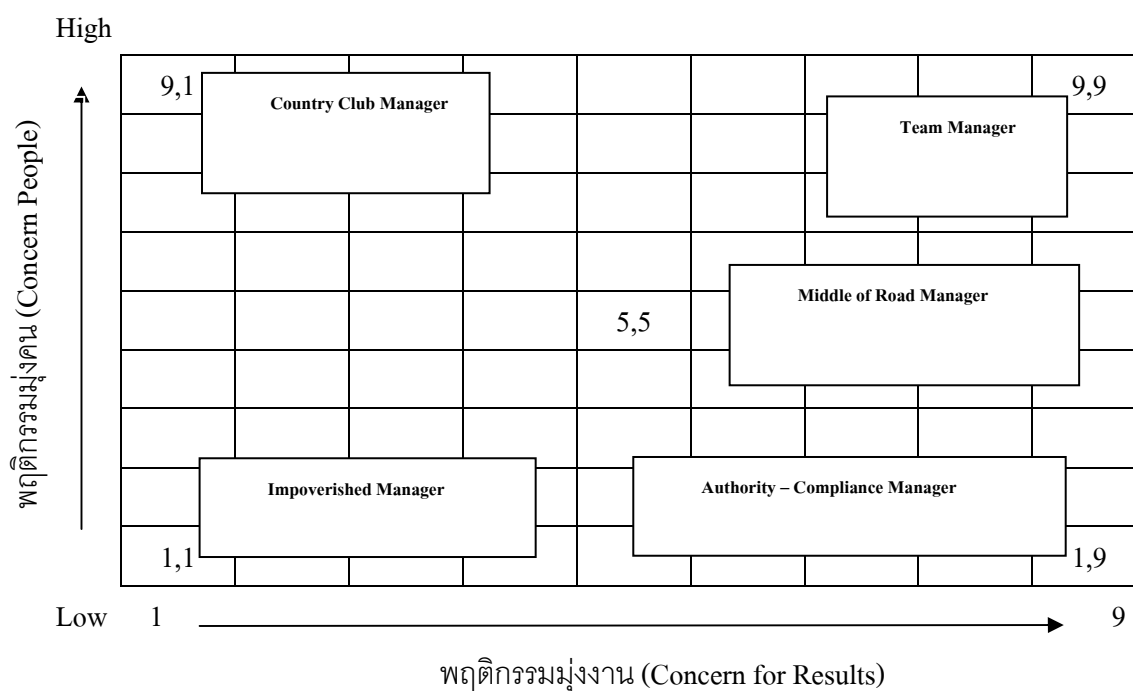 High
9,1
Country Club Manager
9,9
Team Manager
พฤติกรรมมุ่งคน (Concern People)
Middle of Road Manager
5,5
Impoverished Manager
Authority – Compliance Manager
1,1
1,9
Low 1 9
พฤติกรรมมุ่งงาน (Concern for Results)